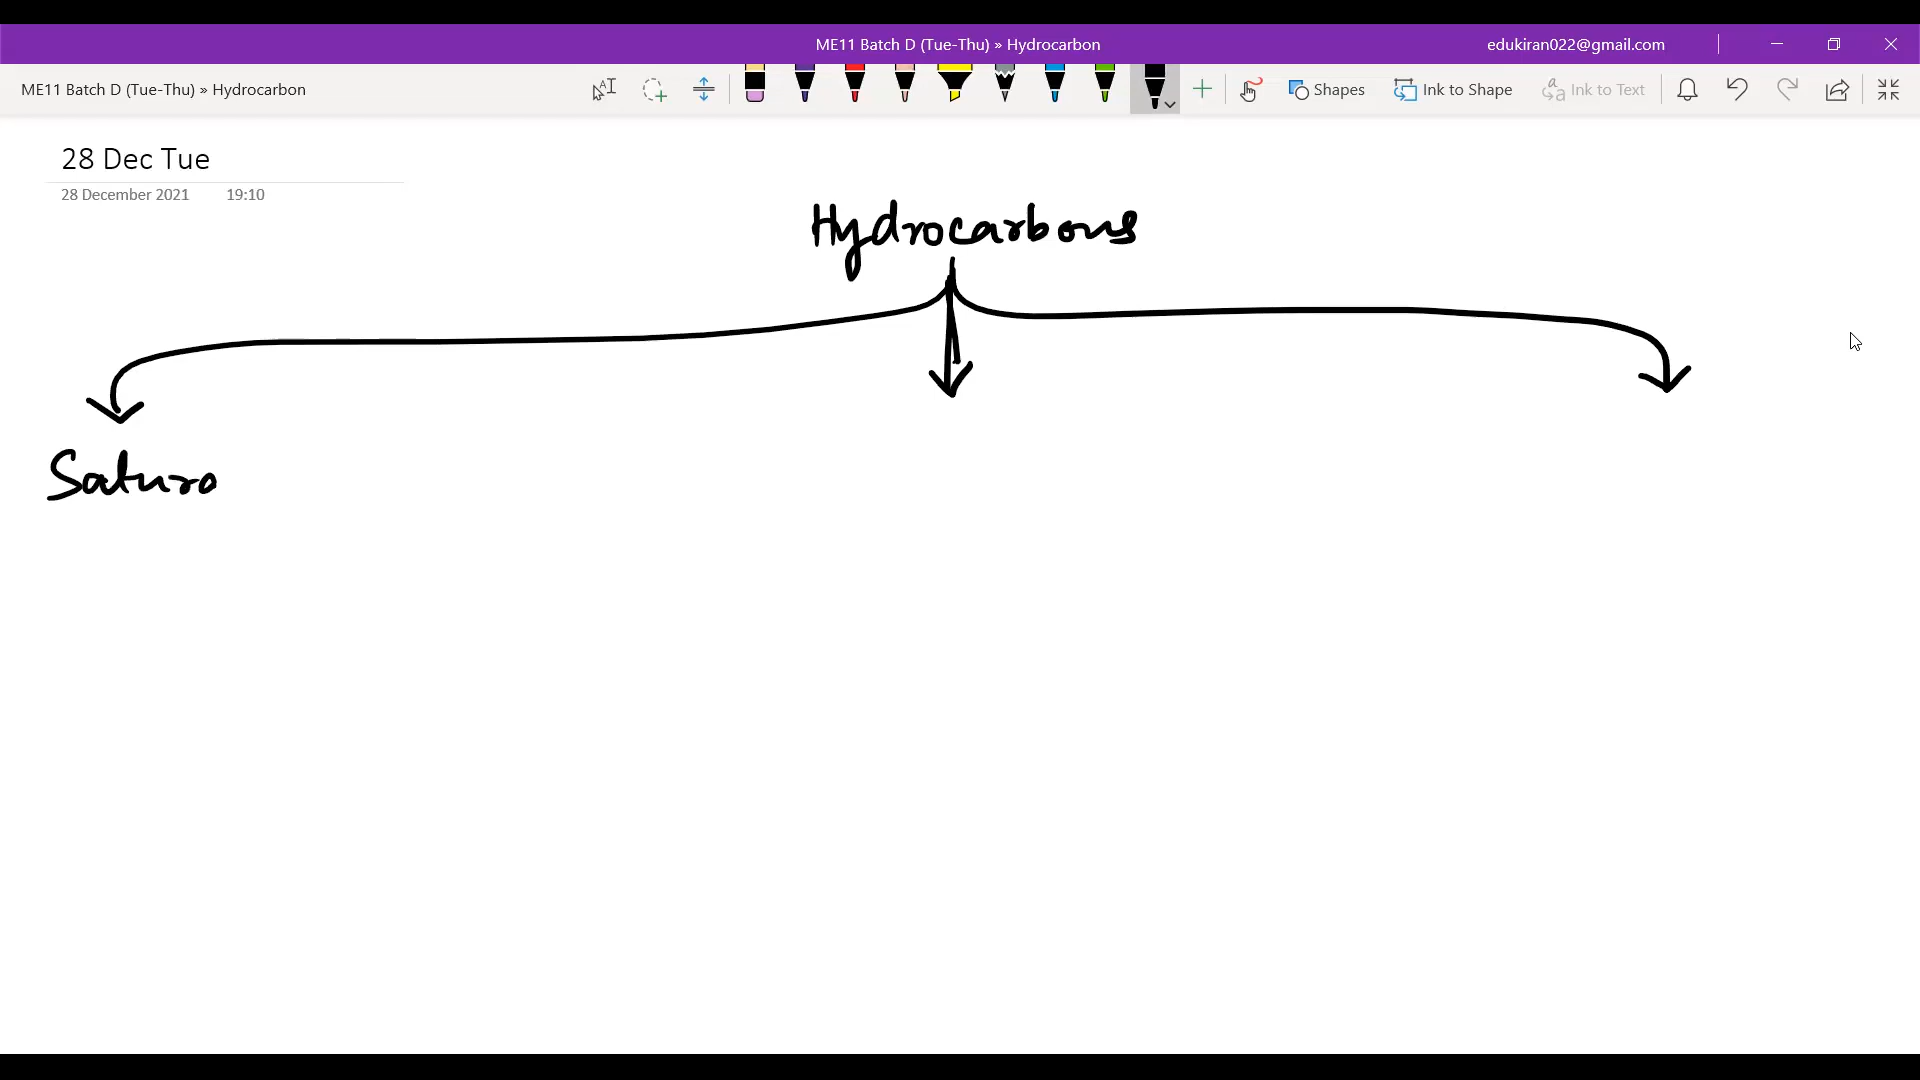 ME11 Batch D (Tue-Thu) » Hydrocarbon
edukiran022@gmail.com
ME11 Batch D (Tue-Thu) » Hydrocarbon
Shapes
Ink to Shape
Ink to Text
28 Dec Tue
28 December 2021 19:10
Hydrocarbons
Saturo